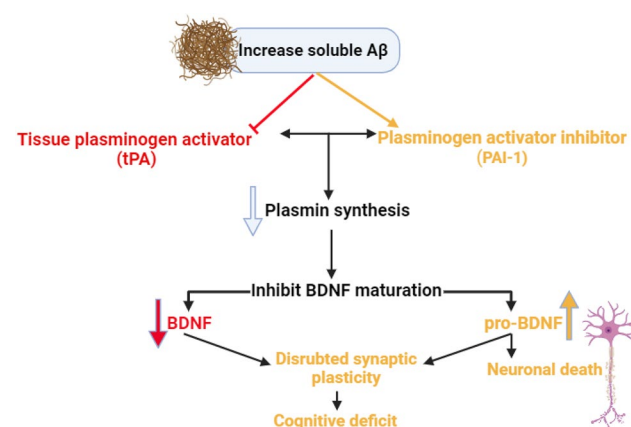 Increase soluble Aβ
Tissue plasminogen activator
(tPA)
Plasminogen activator inhibitor
(PAI-1)
Plasmin synthesis
Inhibit BDNF maturation
BDNF
pro-BDNF
Disrubted synaptic
plasticity
Neuronal death
Cognitive deficit